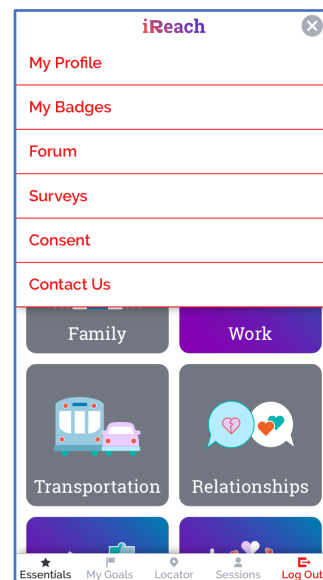 iReach
My Profile
My Badges
Forum
Surveys
Consent
Contact Us
Family Work
Transportation Relationships
Essentials My Goals Locator Sessions Log Out